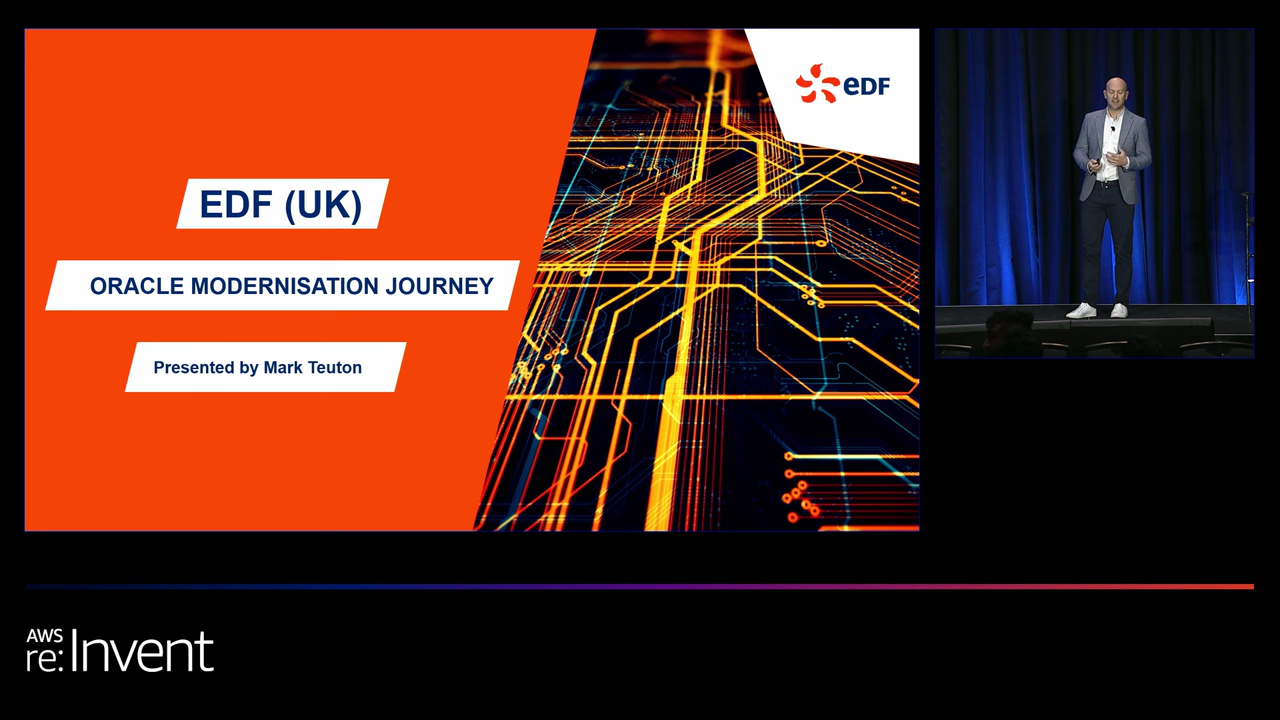 EDF (UK)
ORACLE MODERNISATION JOURNEY
Presented by Mark Teuton
eDF
AWS
re:Invent